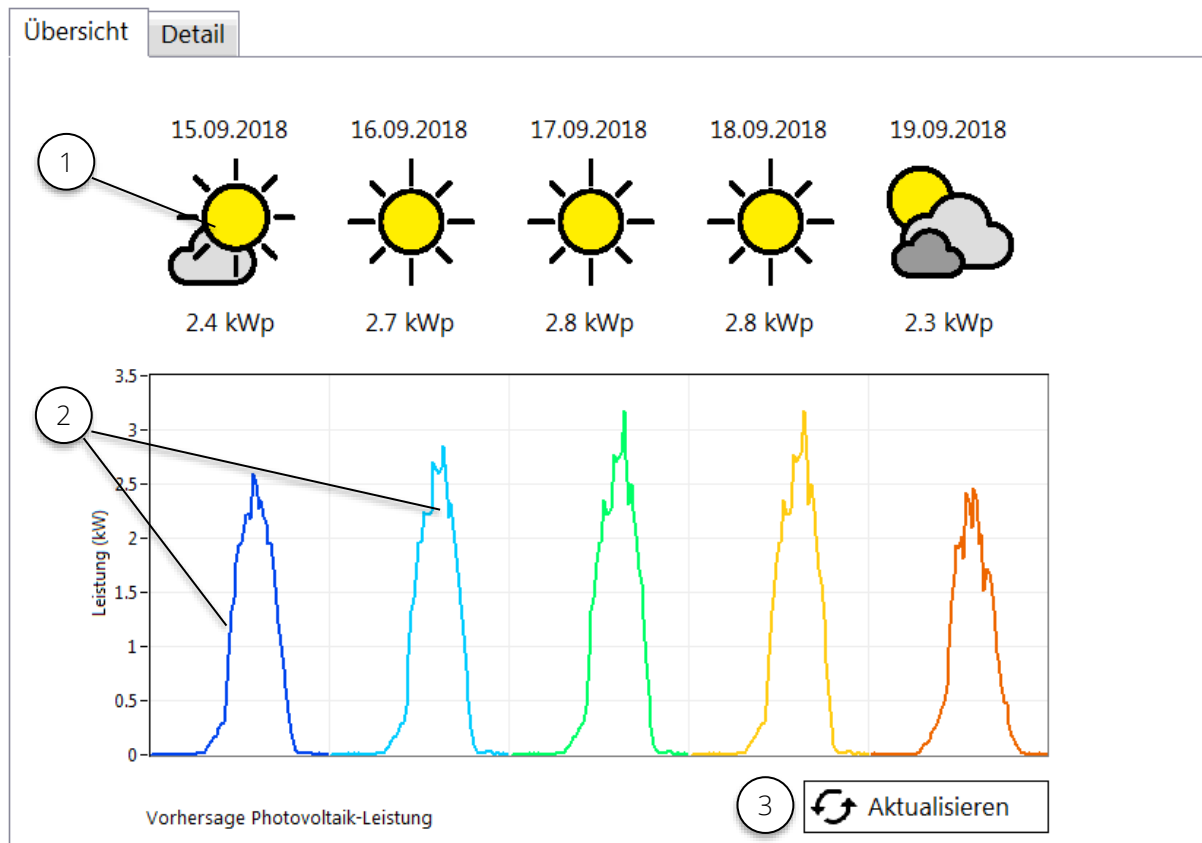 Übersicht
Detail
15.09.2018 16.09.2018 17.09.2018 18.09.2018 19.09.2018
1
2.4 kWp 2.7 kWp 2.8 kWp 2.8 kWp 2.3 kWp
2
Leistung (kW)
3.5
3
2.5
2
1.5
1
0.5
0
3
Aktualisieren
Vorhersage Photovoltaik-Leistung